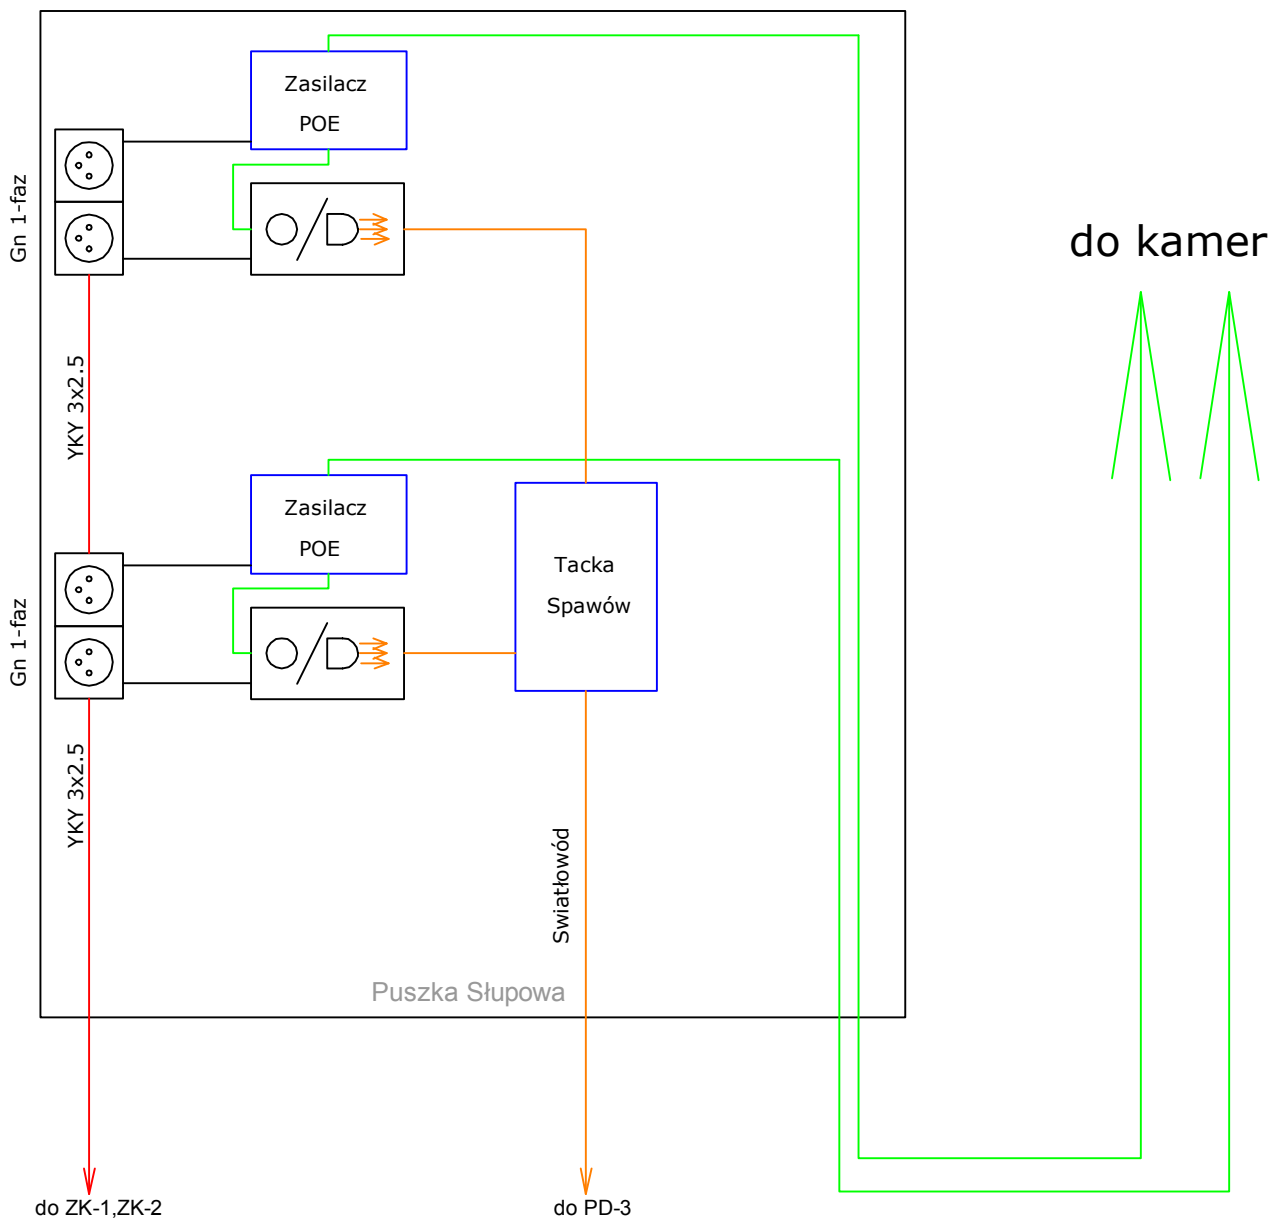 Zasilacz
POE
Gn 1-faz
do kamer
YKY 3x2.5
Zasilacz
POE
Tacka
Spawów
Gn 1-faz
YKY 3x2.5
Swiatłowód
Puszka Słupowa
do ZK-1,ZK-2
do PD-3